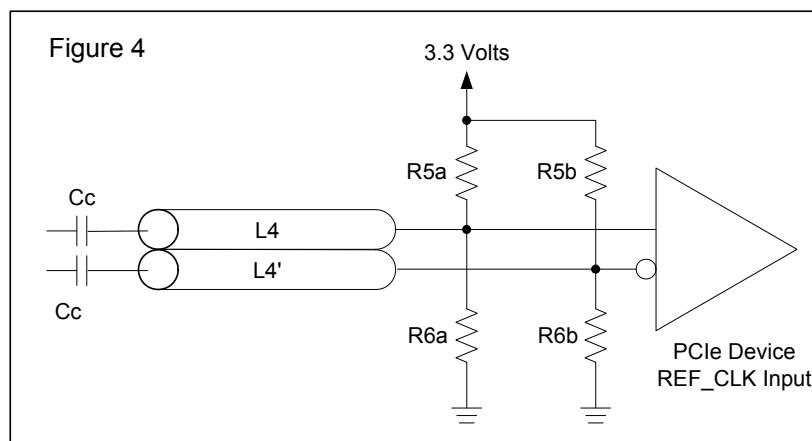 Figure 4
3.3 Volts
R5a
R5b
Cc
L4
L4'
Cc
R6a
R6b
PCIe Device
REF_CLK Input